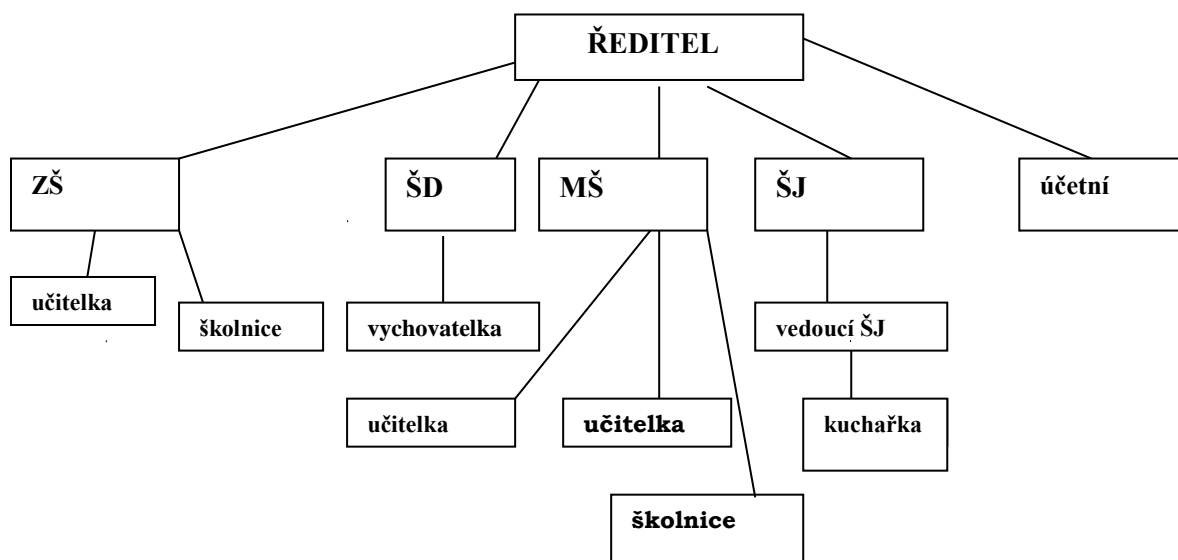 ŘEDITEL
ZŠ
ŠD
MŠ
ŠJ
účetní
učitelka
školnice
vychovatelka
vedoucí ŠJ
učitelka
učitelka
kuchařka
školnice